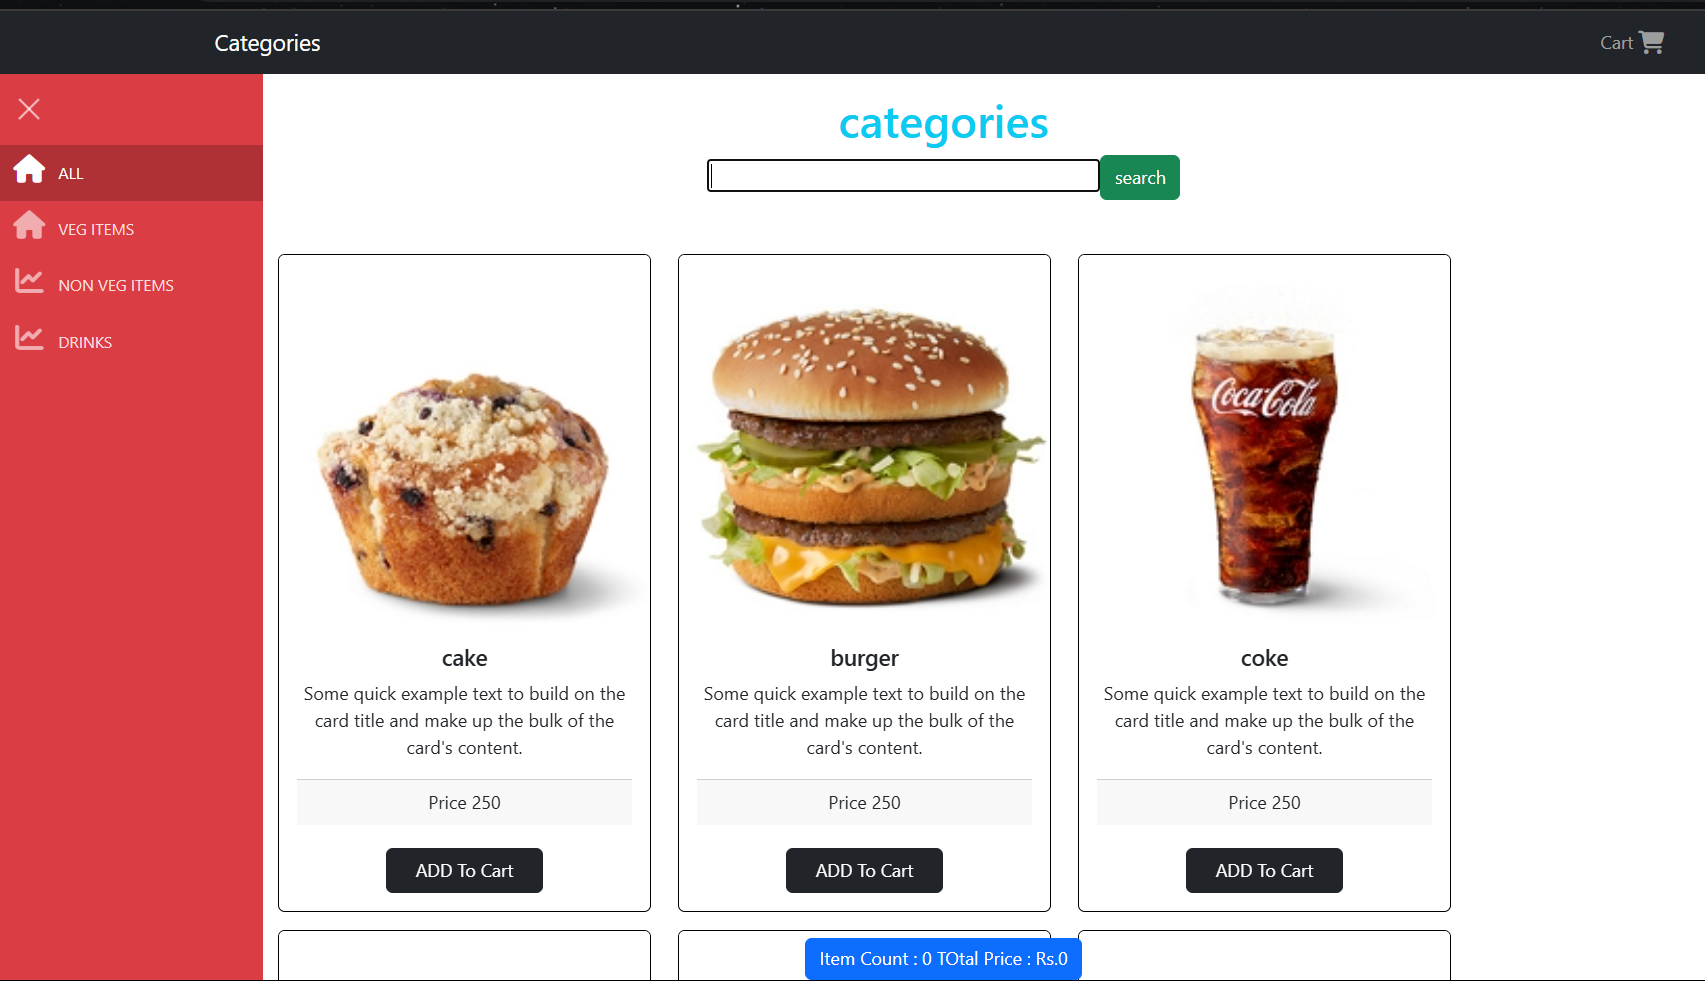 Categories
Cart
categories
search
ALL
VEG ITEMS
NON VEG ITEMS
DRINKS
Coca-Cola
cake
Some quick example text to build on the
card title and make up the bulk of the
card's content.
Price 250
ADD To Cart
burger
Some quick example text to build on the
card title and make up the bulk of the
card's content.
Price 250
ADD To Cart
coke
Some quick example text to build on the
card title and make up the bulk of the
card's content.
Price 250
ADD To Cart
Item Count : 0 TOtal Price : Rs.0